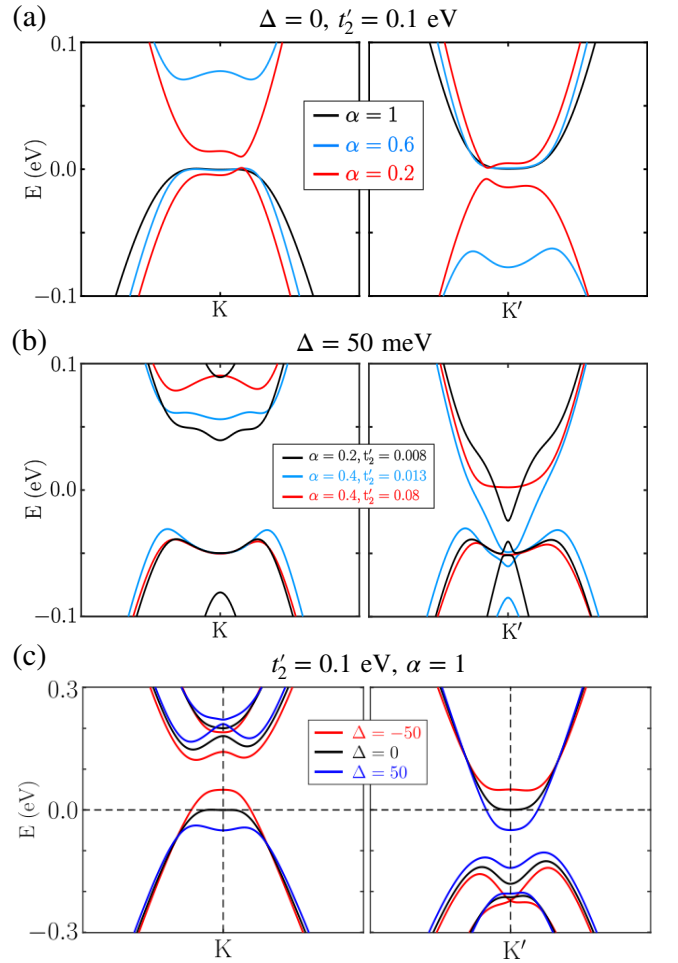 (a)
Δ = 0, t′₂ = 0.1 eV
0.1
E (eV)
0.0
−0.1
α = 1
α = 0.6
α = 0.2
K
K′
(b)
Δ = 50 meV
0.1
E (eV)
0.0
−0.1
α = 0.2, t′₂ = 0.008
α = 0.4, t′₂ = 0.013
α = 0.4, t′₂ = 0.08
K
K′
(c)
t′₂ = 0.1 eV, α = 1
0.3
E (eV)
0.0
−0.3
Δ = −50
Δ = 0
Δ = 50
K
K′